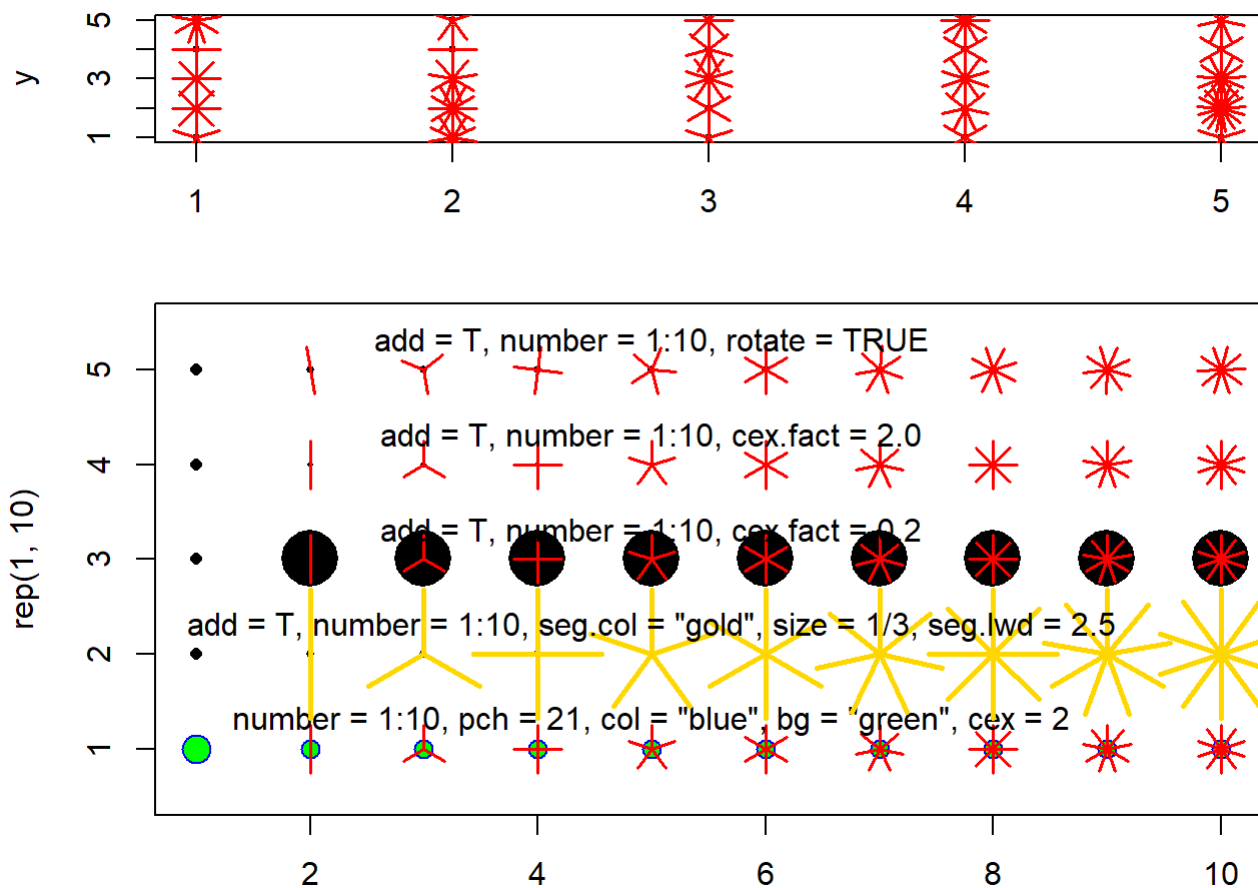 y
5
3
1
1 2 3 4 5
rep(1, 10)
add = T, number = 1:10, rotate = TRUE
5
add = T, number = 1:10, cex.fact = 2.0
4
add = T, number = 1:10, cex.fact = 0.2
3
add = T, number = 1:10, seg.col = "gold", size = 1/3, seg.lwd = 2.5
2
number = 1:10, pch = 21, col = "blue", bg = "green", cex = 2
1
2 4 6 8 10